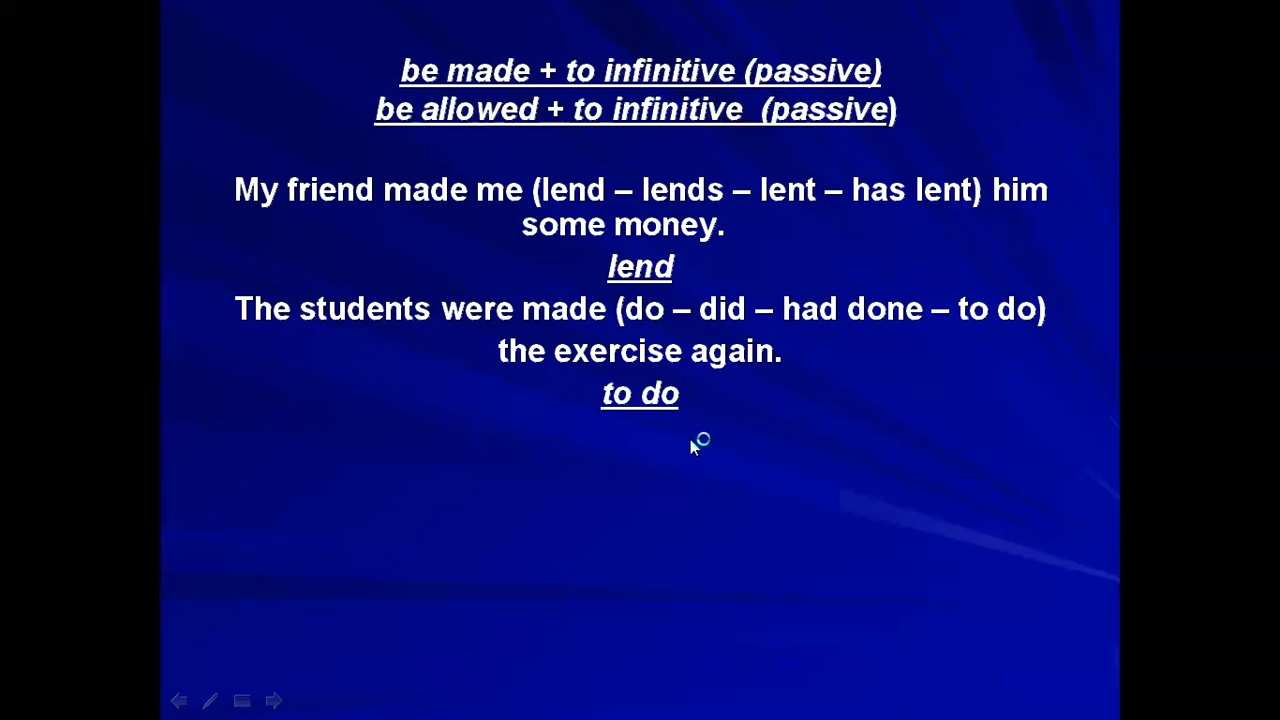 be made + to infinitive (passive)
be allowed + to infinitive  (passive)
My friend made me (lend – lends – lent – has lent) him
some money.
lend
The students were made (do – did – had done – to do)
the exercise again.
to do